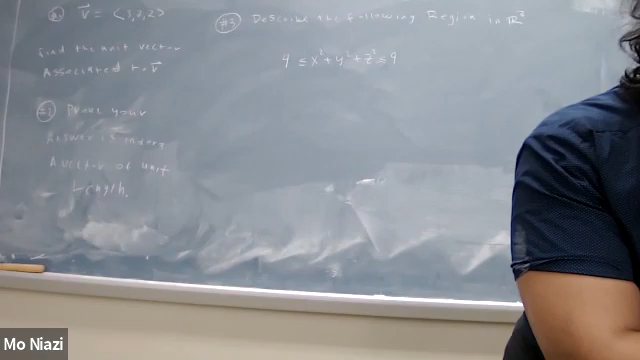 #1 v⃗ = ⟨3,2,2⟩
Find the unit vector
Associated to v⃗
#2 Prove your
Answer is indeed
A vector of unit
Length.
#3 Describe the following Region in ℝ³
4 ≤ x²+y²+z² ≤ 9
Mo Niazi